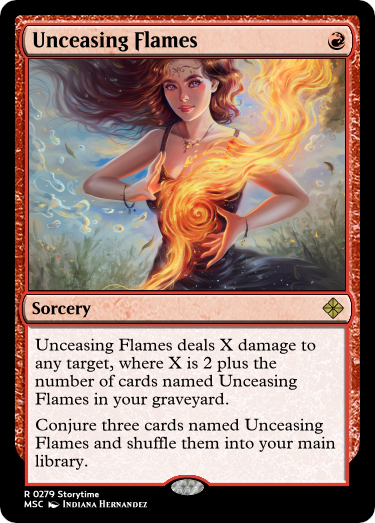 Unceasing Flames
Sorcery
Unceasing Flames deals X damage to
any target, where X is 2 plus the
number of cards named Unceasing
Flames in your graveyard.
Conjure three cards named Unceasing
Flames and shuffle them into your main
library.
R 0279 Storytime
MSC Indiana Hernandez